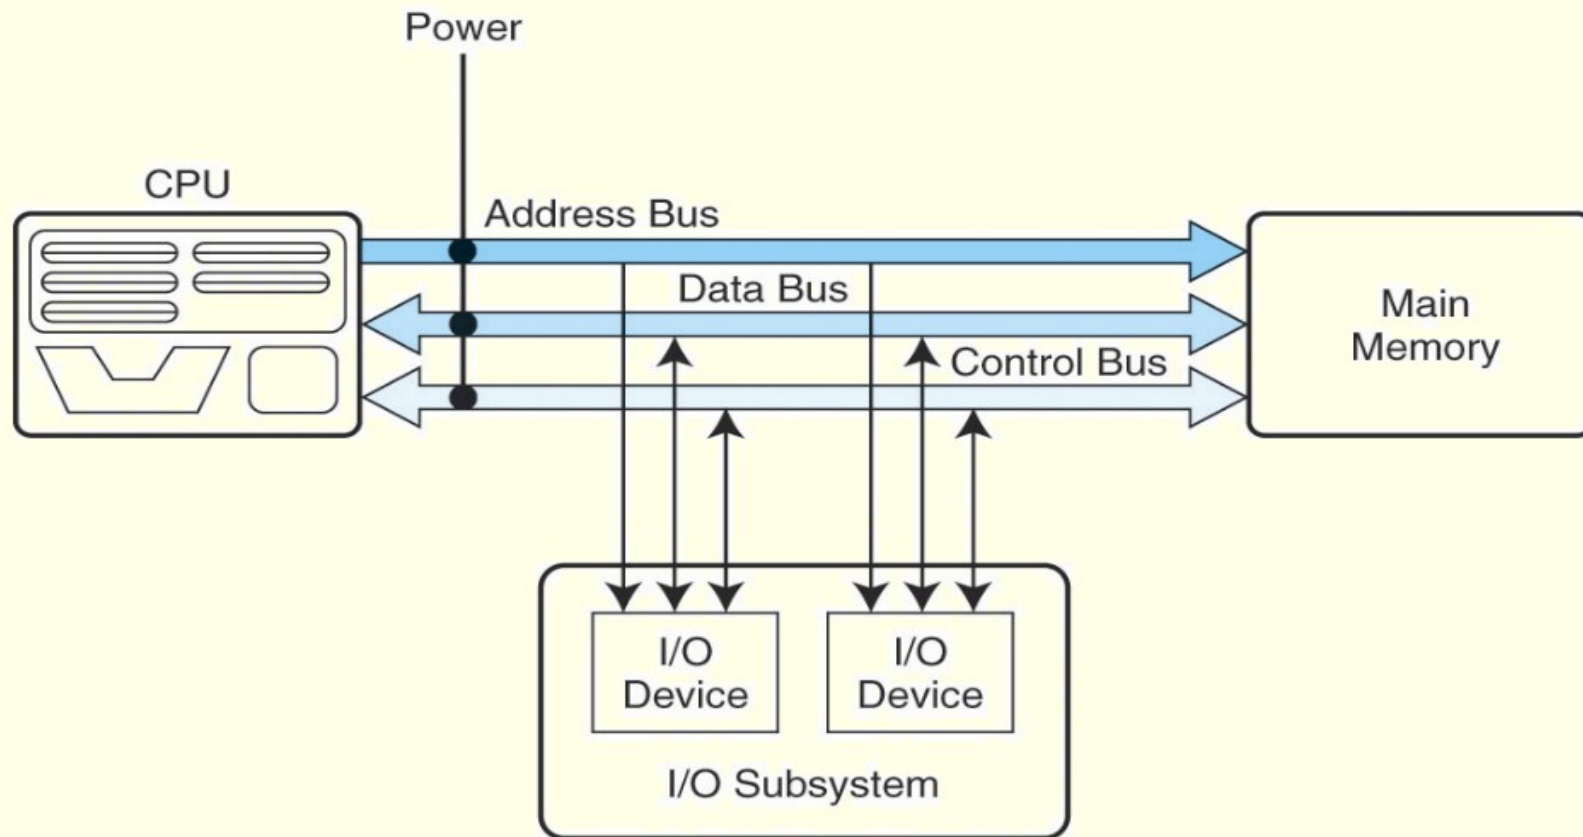 Power
CPU
Address Bus
Data Bus
Control Bus
Main
Memory
I/O
Device
I/O
Device
I/O Subsystem